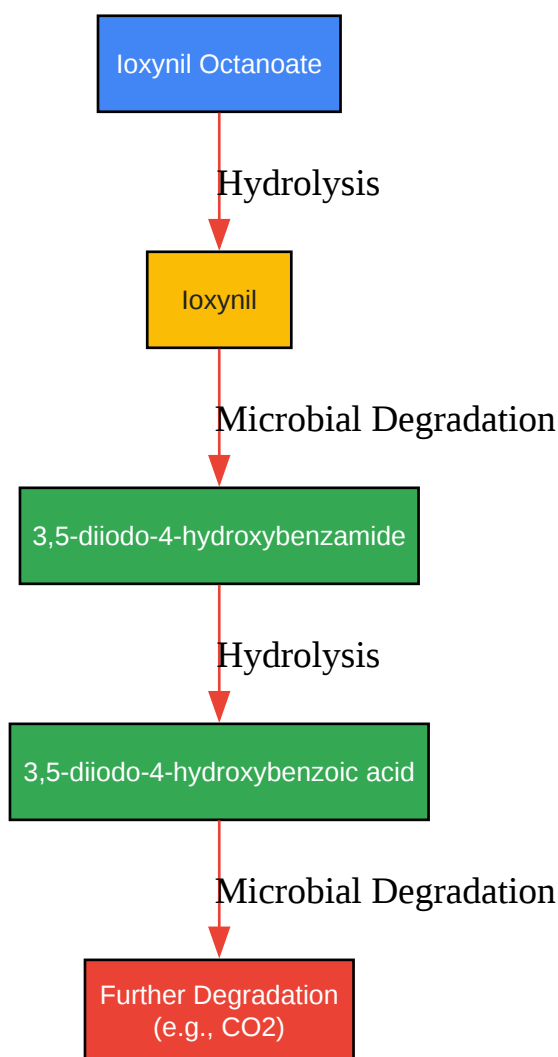 Ioxynil Octanoate
Hydrolysis
Ioxynil
Microbial Degradation
3,5-diiodo-4-hydroxybenzamide
Hydrolysis
3,5-diiodo-4-hydroxybenzoic acid
Microbial Degradation
Further Degradation
(e.g., CO2)